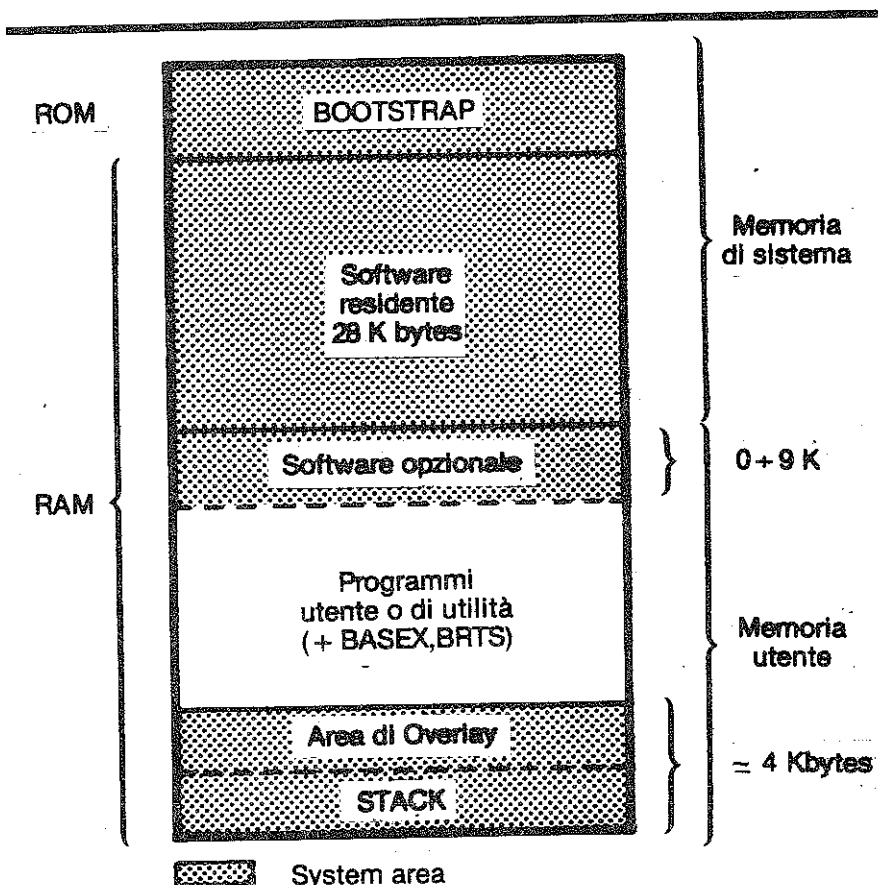 ROM
BOOTSTRAP
Memoria
di sistema
Software
residente
28 K bytes
Software opzionale
0+9 K
RAM
Programmi
utente o di utilità
(+ BASEX,BRTS)
Memoria
utente
Area di Overlay
≃ 4 Kbytes
STACK
System area